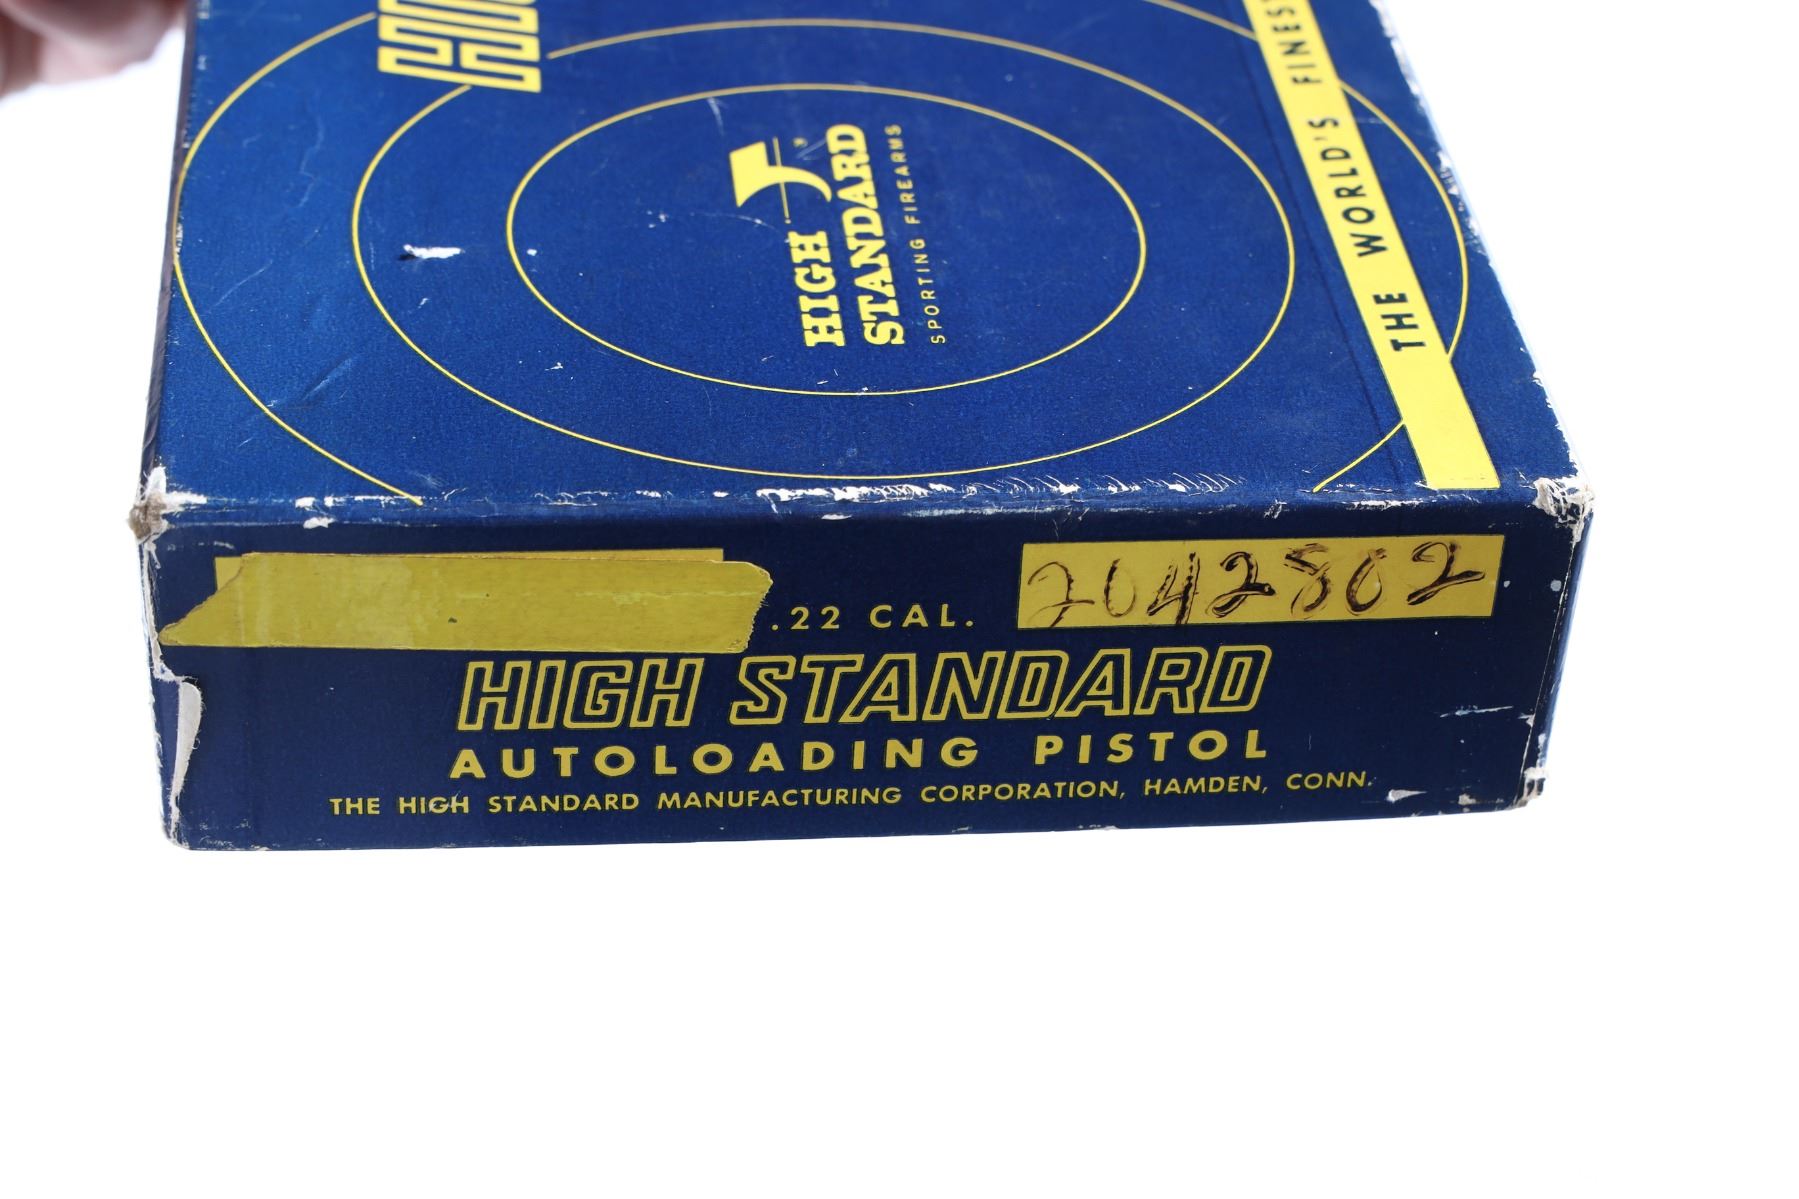 HIGH
STANDARD
SPORTING FIREARMS
THE WORLD'S FINEST
.22 CAL.
2042802
HIGH STANDARD
AUTOLOADING PISTOL
THE HIGH STANDARD MANUFACTURING CORPORATION, HAMDEN, CONN.